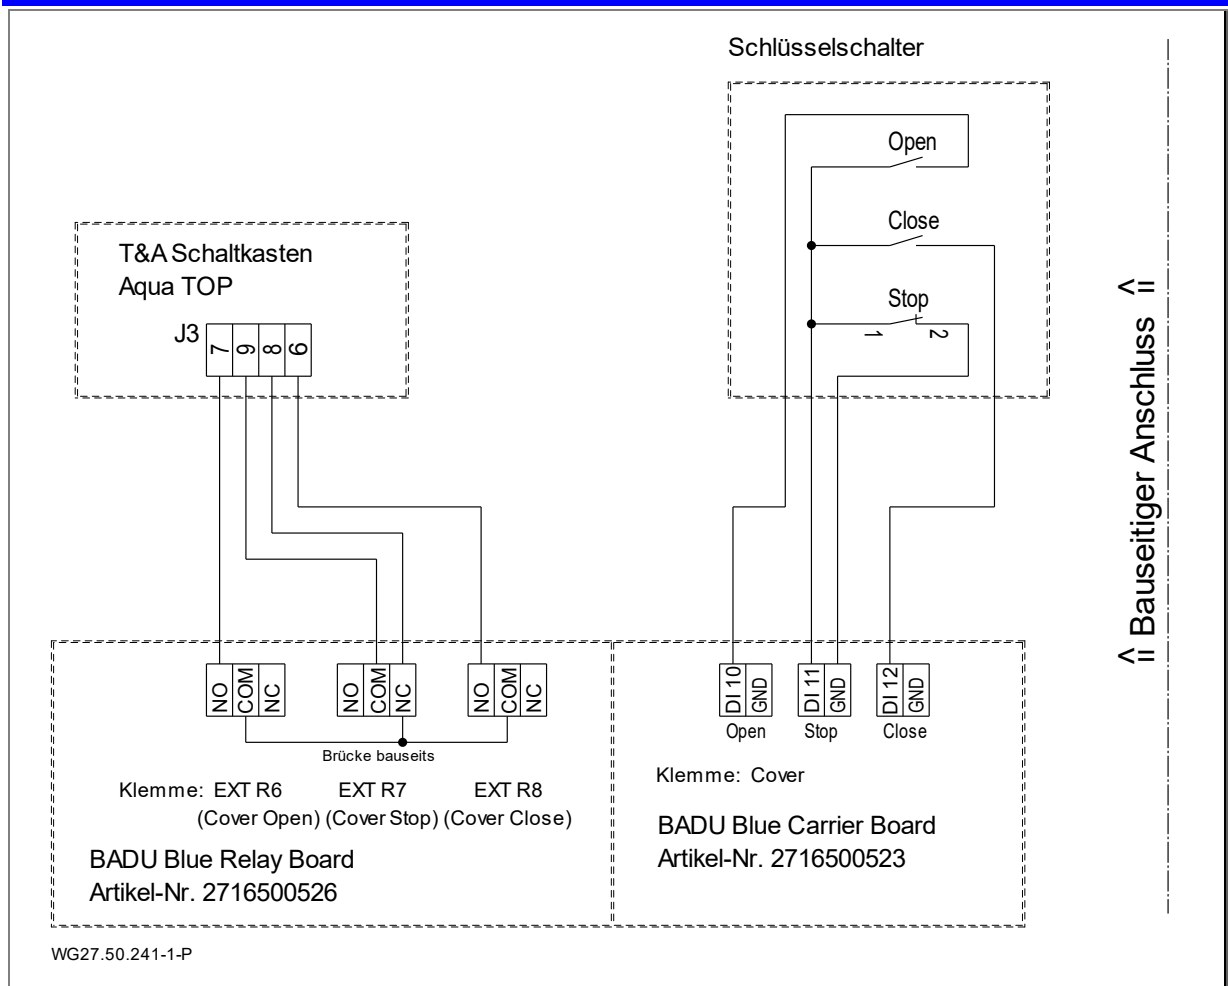 Schlüsselschalter
Open
Close
Stop
1 2
T&A Schaltkasten
Aqua TOP
J3
7 9 8 6
<= Bauseitiger Anschluss =>
NO COM NC
NO COM NC
NO COM NC
Brücke bauseits
Klemme: EXT R6 EXT R7 EXT R8
(Cover Open) (Cover Stop) (Cover Close)
BADU Blue Relay Board
Artikel-Nr. 2716500526
DI 10 GND
DI 11 GND
DI 12 GND
Open Stop Close
Klemme: Cover
BADU Blue Carrier Board
Artikel-Nr. 2716500523
WG27.50.241-1-P